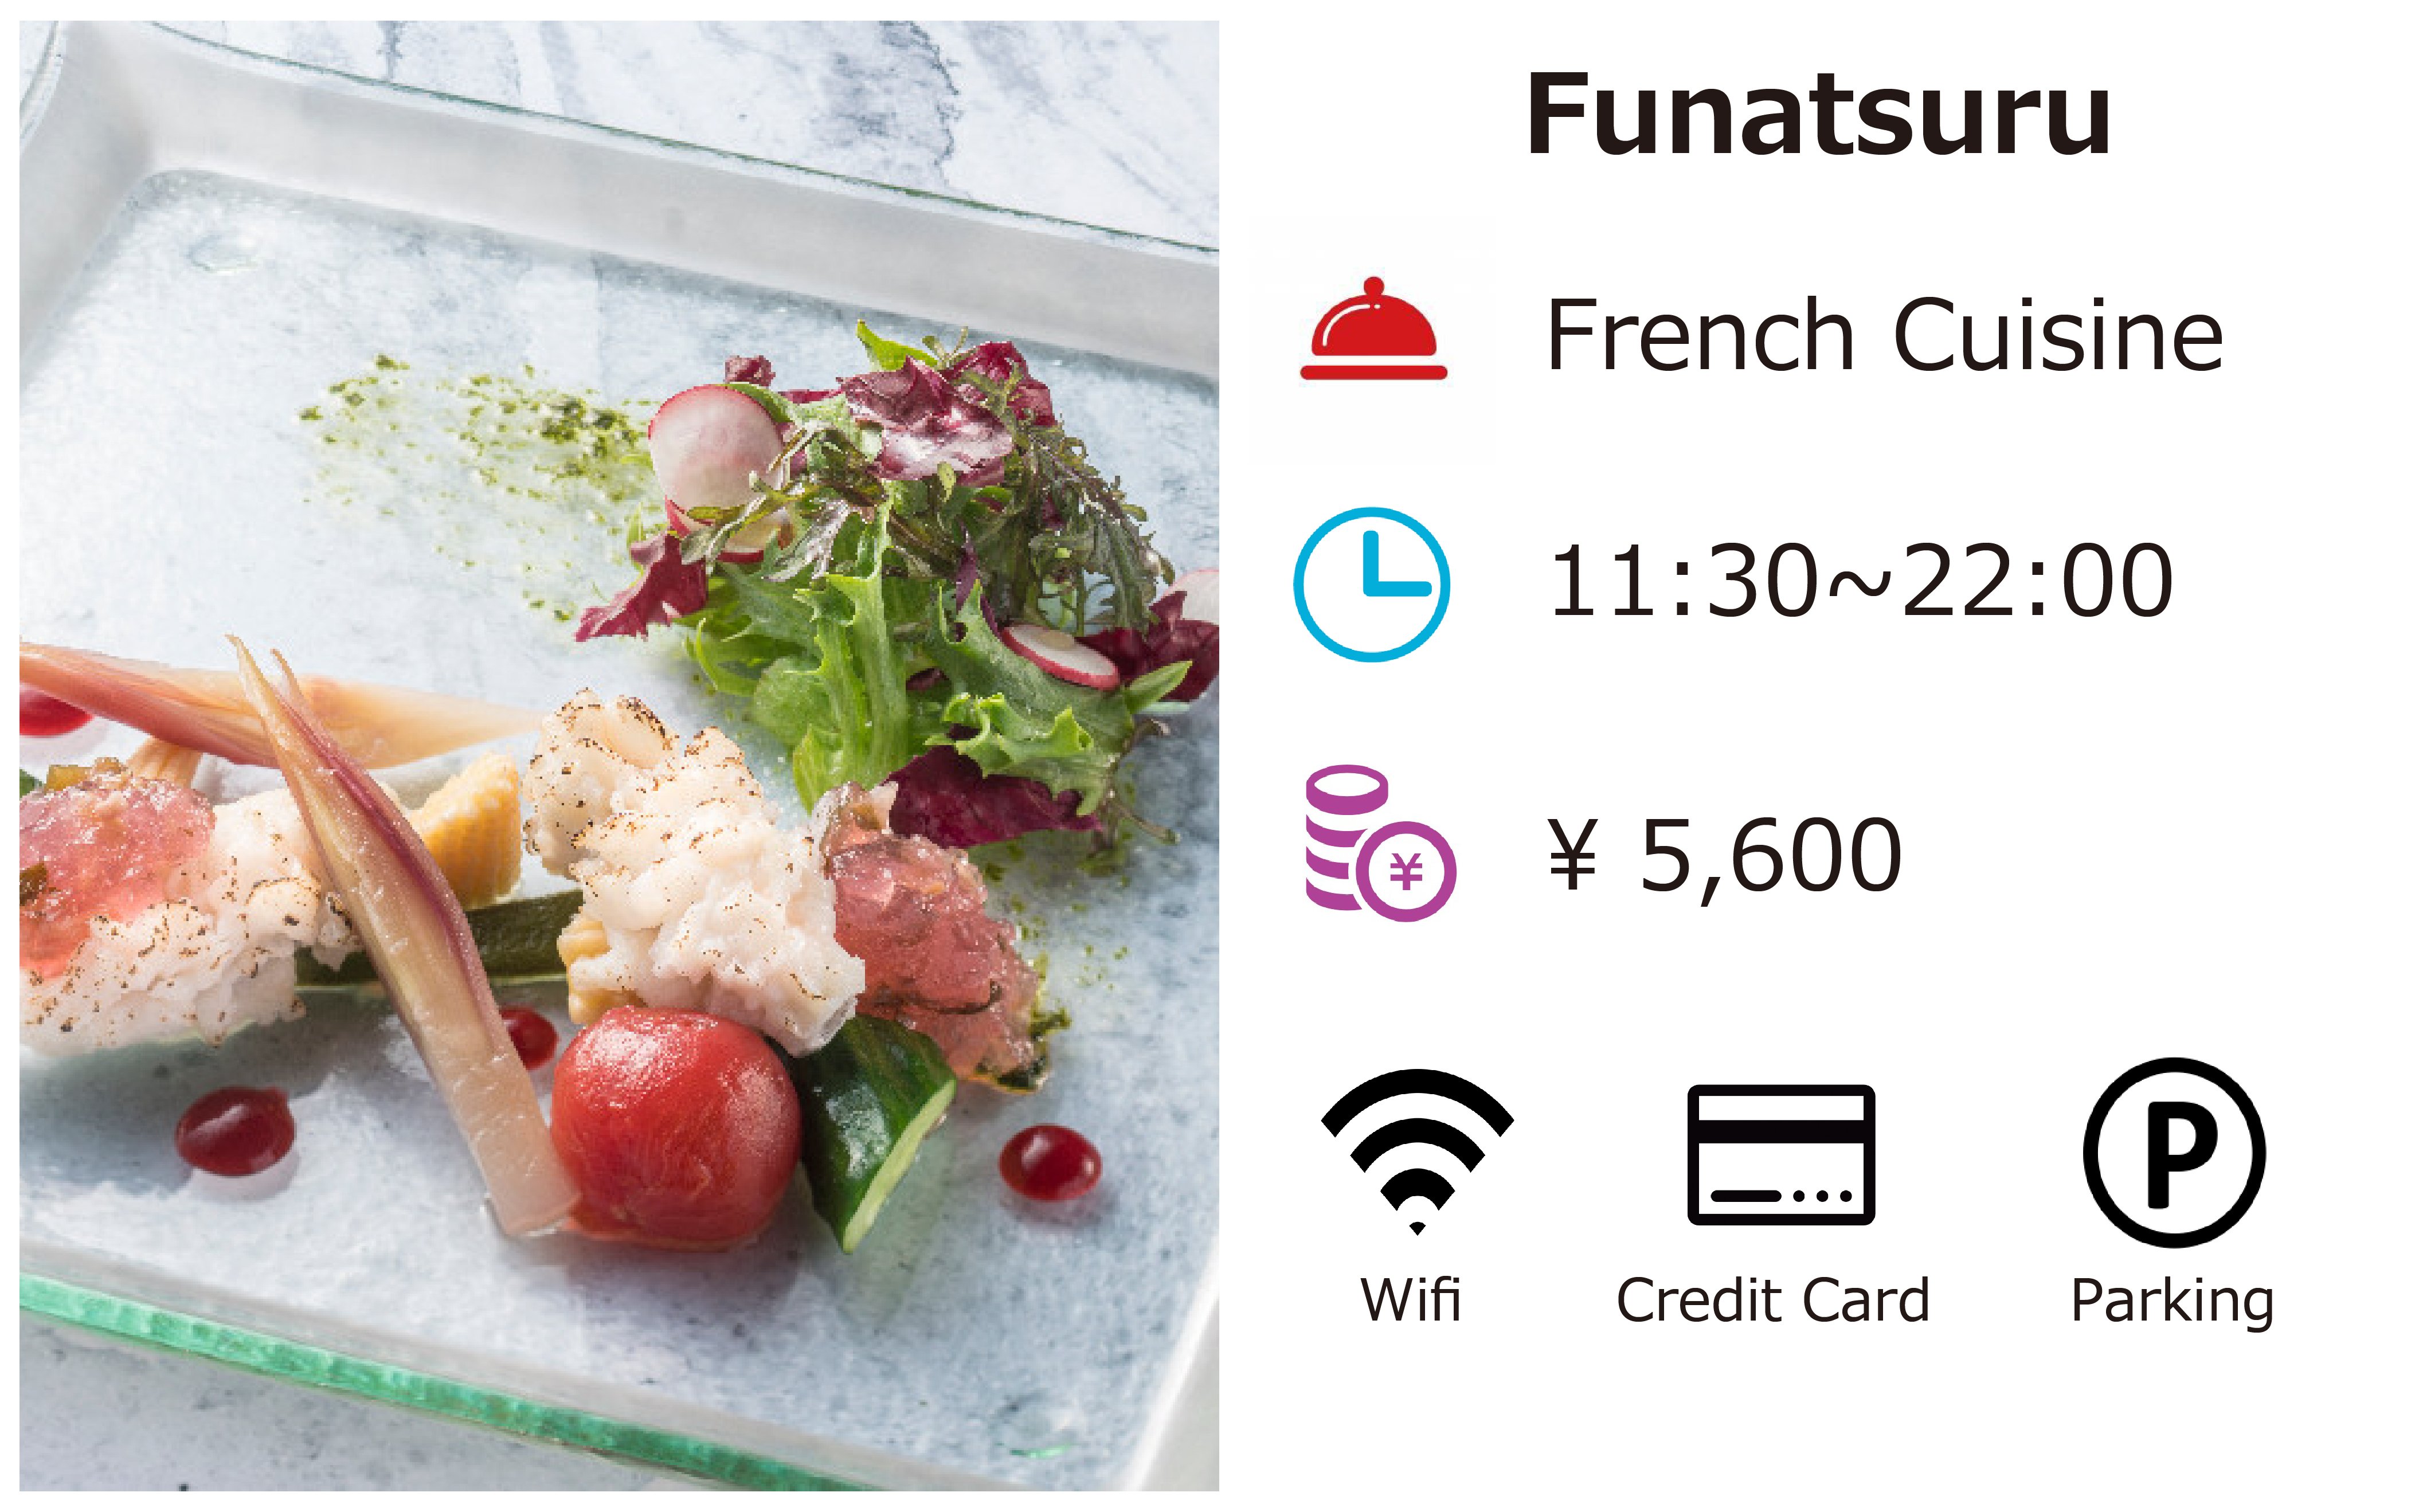 Funatsuru
French Cuisine
11:30~22:00
¥ 5,600
¥
Wifi
Credit Card
P
Parking